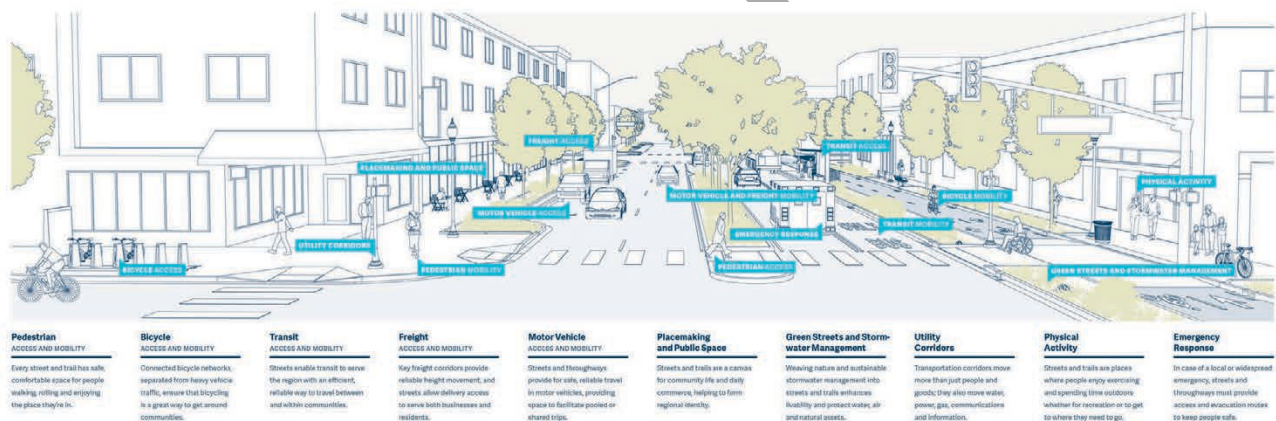 FREIGHT ACCESS
TRANSIT ACCESS
PLACEMAKING AND PUBLIC SPACE
PHYSICAL ACTIVITY
MOTOR VEHICLE AND FREIGHT MOBILITY
BICYCLE MOBILITY
MOTOR VEHICLE ACCESS
TRANSIT MOBILITY
EMERGENCY RESPONSE
UTILITY CORRIDORS
BICYCLE ACCESS
PEDESTRIAN MOBILITY
PEDESTRIAN ACCESS
GREEN STREETS AND STORMWATER MANAGEMENT
BUS ONLY
Pedestrian
ACCESS AND MOBILITY
Every street and trail has safe,
comfortable space for people
walking, rolling and enjoying
the place they're in.
Bicycle
ACCESS AND MOBILITY
Connected bicycle networks,
separated from heavy vehicle
traffic, ensure that bicycling
is a great way to get around
communities.
Transit
ACCESS AND MOBILITY
Streets enable transit to serve
the region with an efficient,
reliable way to travel between
and within communities.
Freight
ACCESS AND MOBILITY
Key freight corridors provide
reliable freight movement, and
streets allow delivery access
to serve both businesses and
residents.
Motor Vehicle
ACCESS AND MOBILITY
Streets and throughways
provide for safe, reliable travel
in motor vehicles, providing
space to facilitate pooled or
shared trips.
Placemaking
and Public Space
Streets and trails are a canvas
for community life and daily
commerce, helping to form
regional identity.
Green Streets and Storm-
water Management
Weaving nature and sustainable
stormwater management into
streets and trails enhances
livability and protect water, air
and natural assets.
Utility
Corridors
Transportation corridors move
more than just people and
goods; they also move water,
power, gas, communications
and information.
Physical
Activity
Streets and trails are places
where people enjoy exercising
and spending time outdoors
whether for recreation or to get
to where they need to go.
Emergency
Response
In case of a local or widespread
emergency, streets and
throughways must provide
access and evacuation routes
to keep people safe.